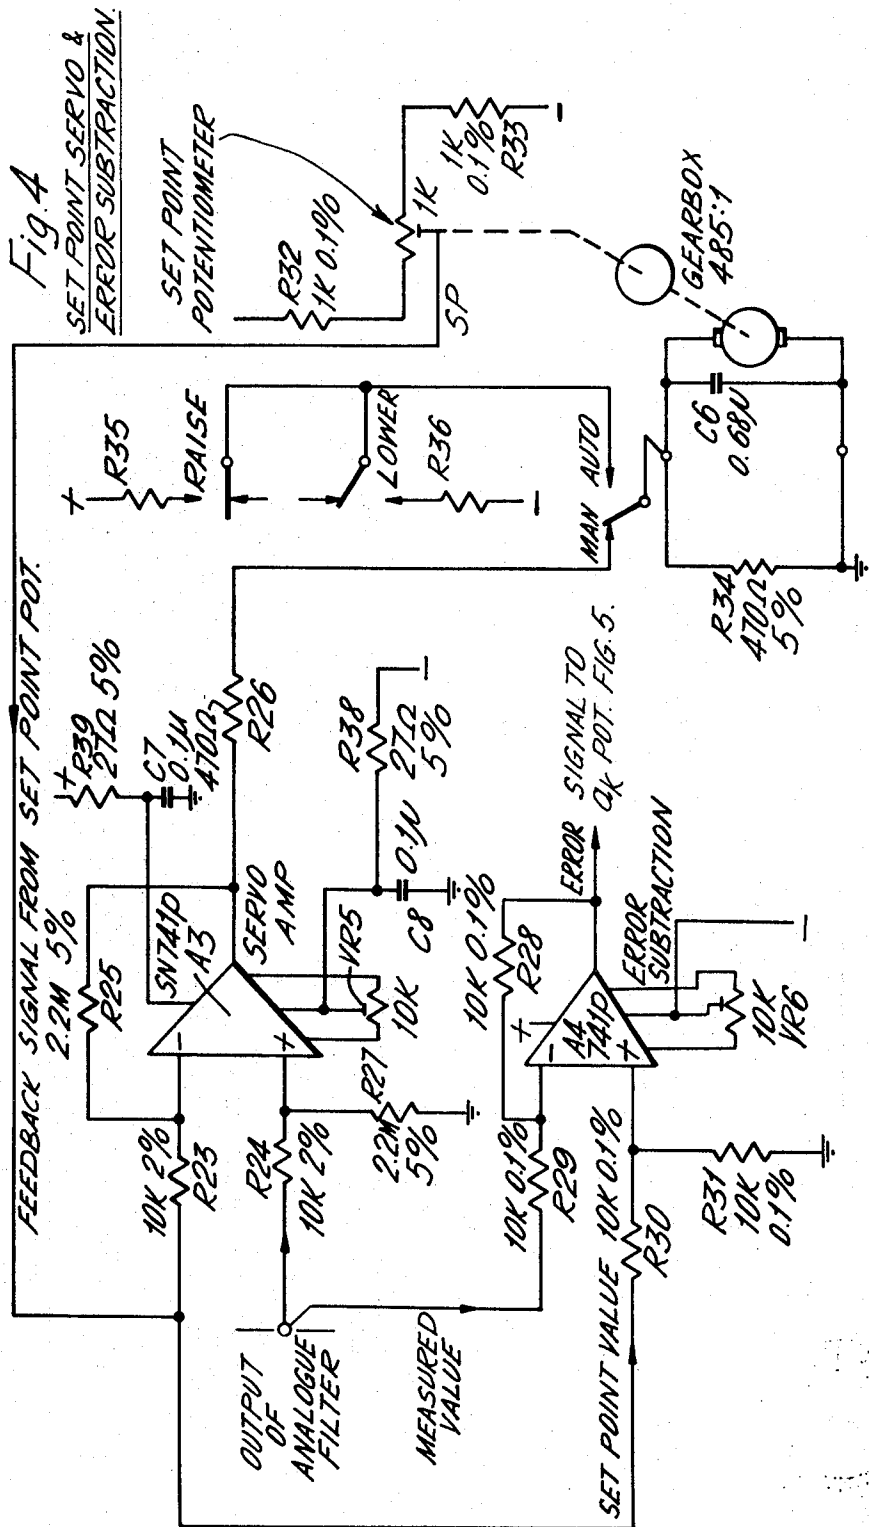 Fig. 4
SET POINT SERVO &
ERROR SUBTRACTION.
FEEDBACK SIGNAL FROM SET POINT POT.
2.2M 5%
R25
+
R39
27Ω 5%
C7
0.1μ
SN741P
A3
−
+
SERVO
AMP
470Ω
R26
10K 2%
R23
R24
10K 2%
R27
2.2M
5%
VR5
10K
C8
0.1μ
R38
27Ω
5%
−
+
R35
RAISE
LOWER
R36
−
SET POINT
POTENTIOMETER
R32
1K 0.1%
1K
1K
0.1%
R33
−
SP
MAN
AUTO
GEARBOX
485:1
C6
0.68μ
R34
470Ω
5%
OUTPUT
OF
ANALOGUE
FILTER
MEASURED
VALUE
10K 0.1%
R28
10K 0.1%
R29
+
−
A4
741P
+
ERROR
SUBTRACTION
ERROR SIGNAL TO
aK POT. FIG. 5.
−
10K
VR6
SET POINT VALUE
10K 0.1%
R30
R31
10K
0.1%